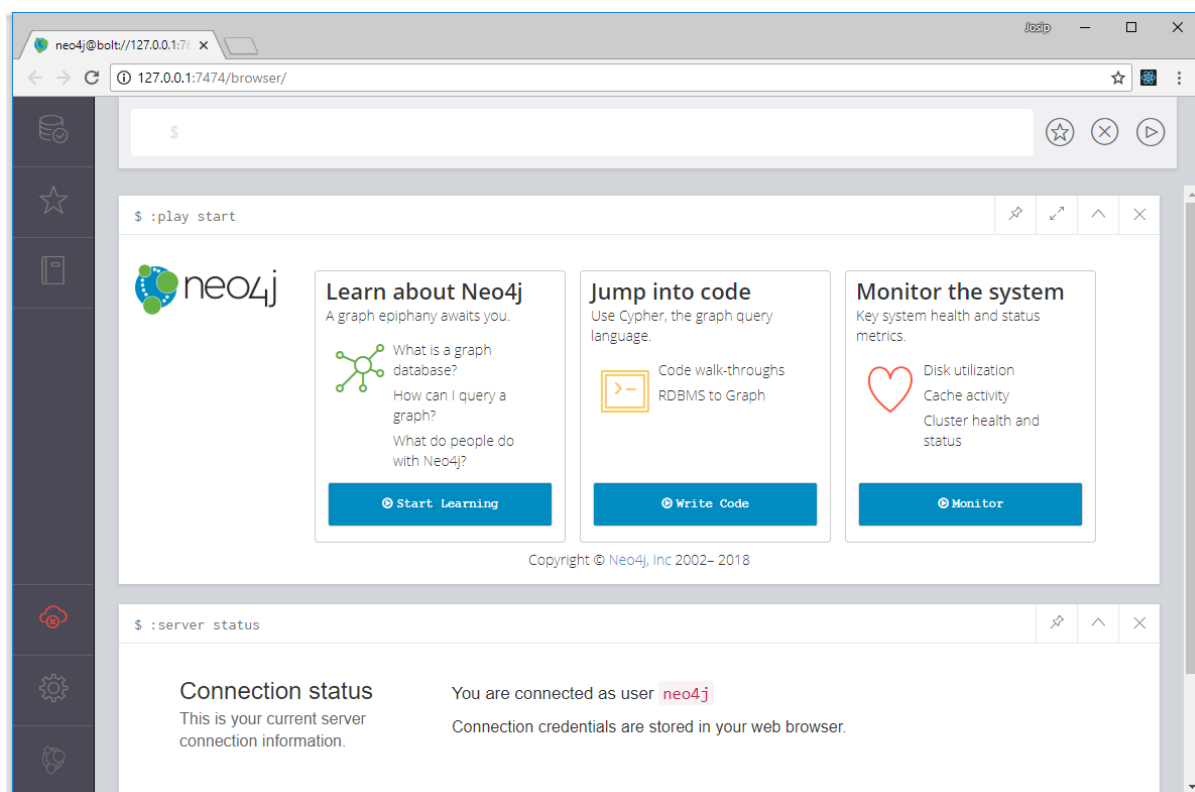 Josip
neo4j@bolt://127.0.0.1:76
127.0.0.1:7474/browser/
$
$ :play start
neo4j
Learn about Neo4j
A graph epiphany awaits you.
What is a graph
database?
How can I query a
graph?
What do people do
with Neo4j?
Start Learning
Jump into code
Use Cypher, the graph query
language.
Code walk-throughs
RDBMS to Graph
Write Code
Monitor the system
Key system health and status
metrics.
Disk utilization
Cache activity
Cluster health and
status
Monitor
Copyright © Neo4j, Inc 2002– 2018
$ :server status
Connection status
This is your current server
connection information.
You are connected as user neo4j
Connection credentials are stored in your web browser.